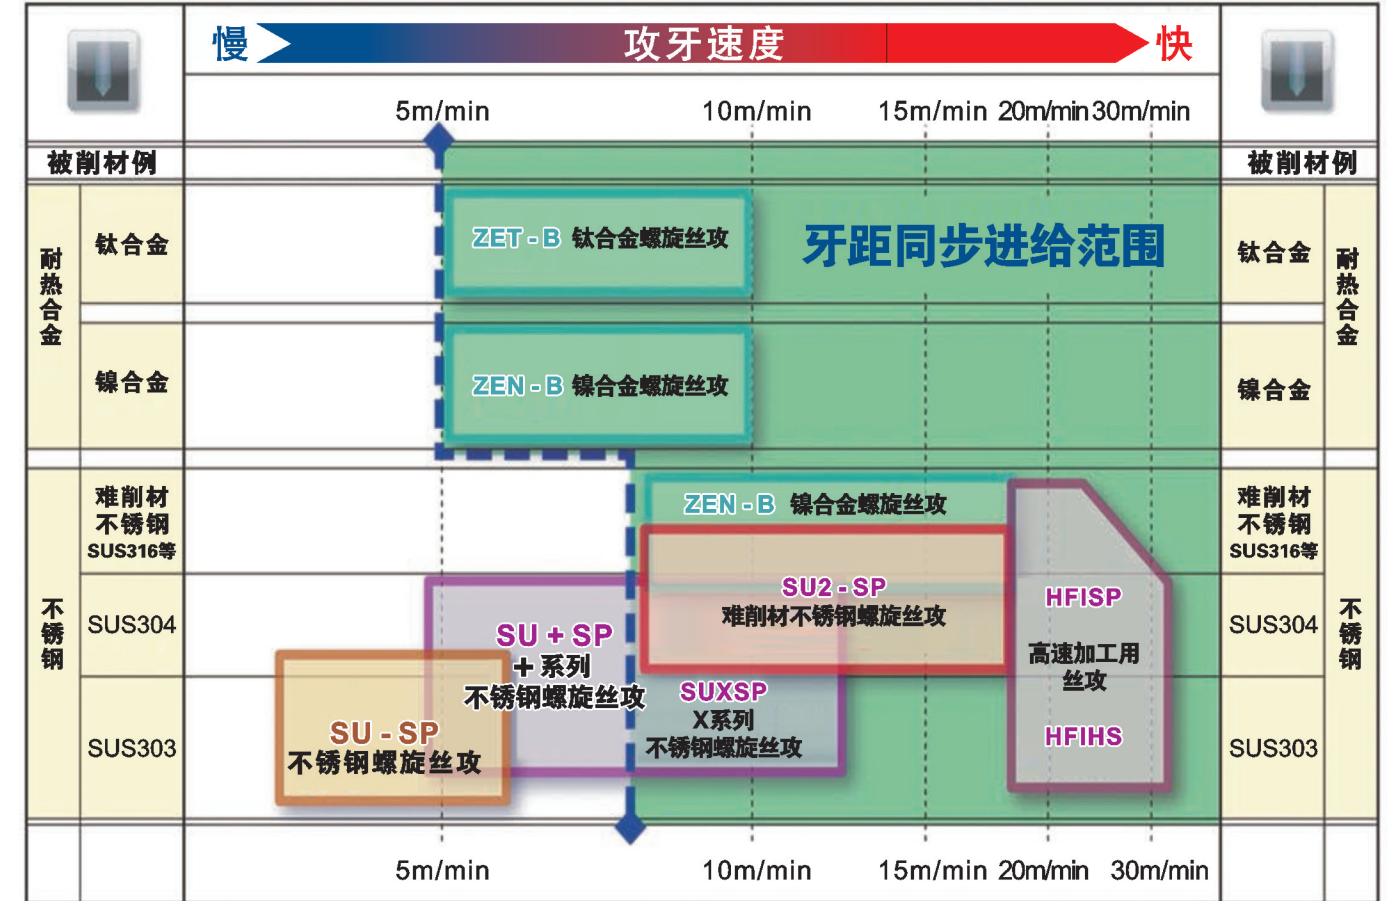 慢 攻牙速度 快
5m/min 10m/min 15m/min 20m/min 30m/min
被削材例 被削材例
耐热合金
钛合金
ZET - B 钛合金螺旋丝攻
牙距同步进给范围
钛合金
耐热合金
镍合金
ZEN - B 镍合金螺旋丝攻
镍合金
不锈钢
难削材
不锈钢
SUS316等
ZEN - B 镍合金螺旋丝攻
难削材
不锈钢
SUS316等
不锈钢
SUS304
SU2 - SP
难削材不锈钢螺旋丝攻
SU + SP
+ 系列
不锈钢螺旋丝攻
HFISP
高速加工用
丝攻
HFIHS
SUS304
SUS303
SU - SP
不锈钢螺旋丝攻
SUXSP
X系列
不锈钢螺旋丝攻
SUS303
5m/min 10m/min 15m/min 20m/min 30m/min